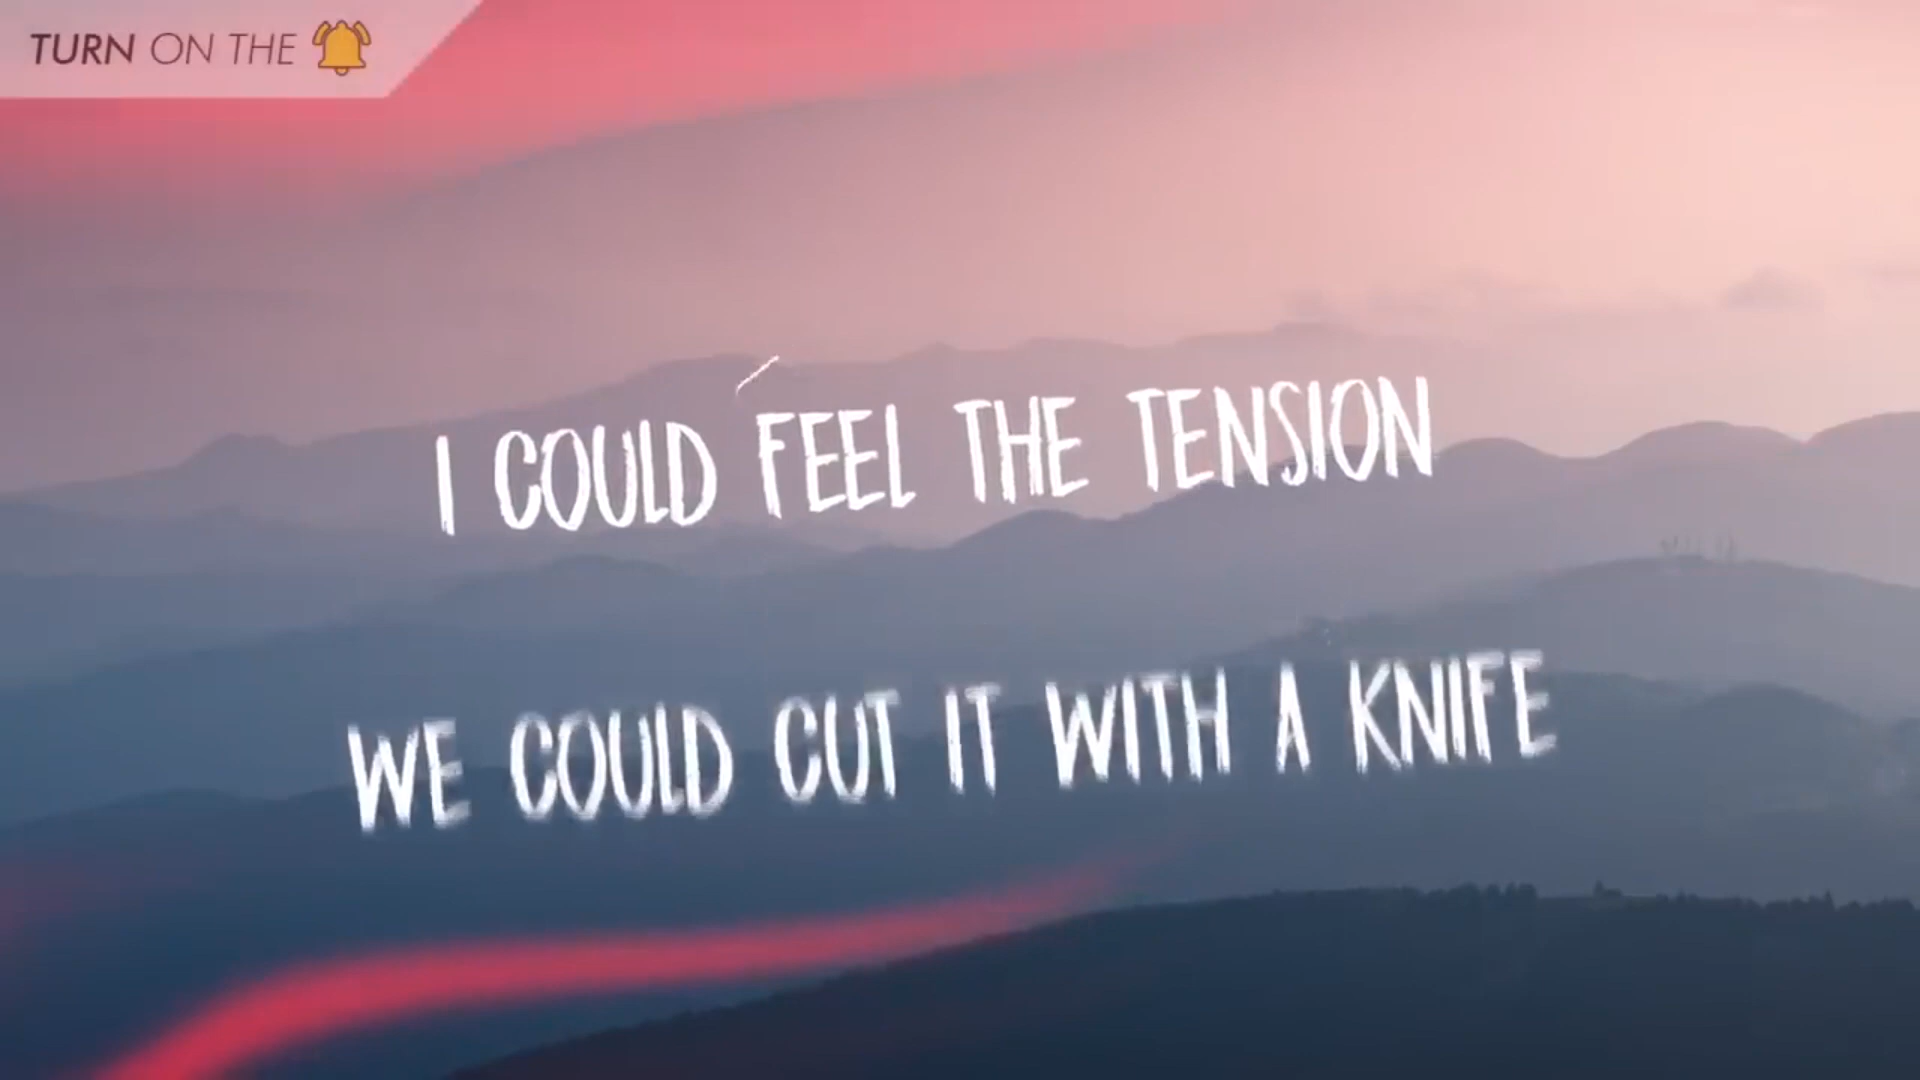 TURN ON THE
I COULD FEEL THE TENSION
WE COULD CUT IT WITH A KNIFE